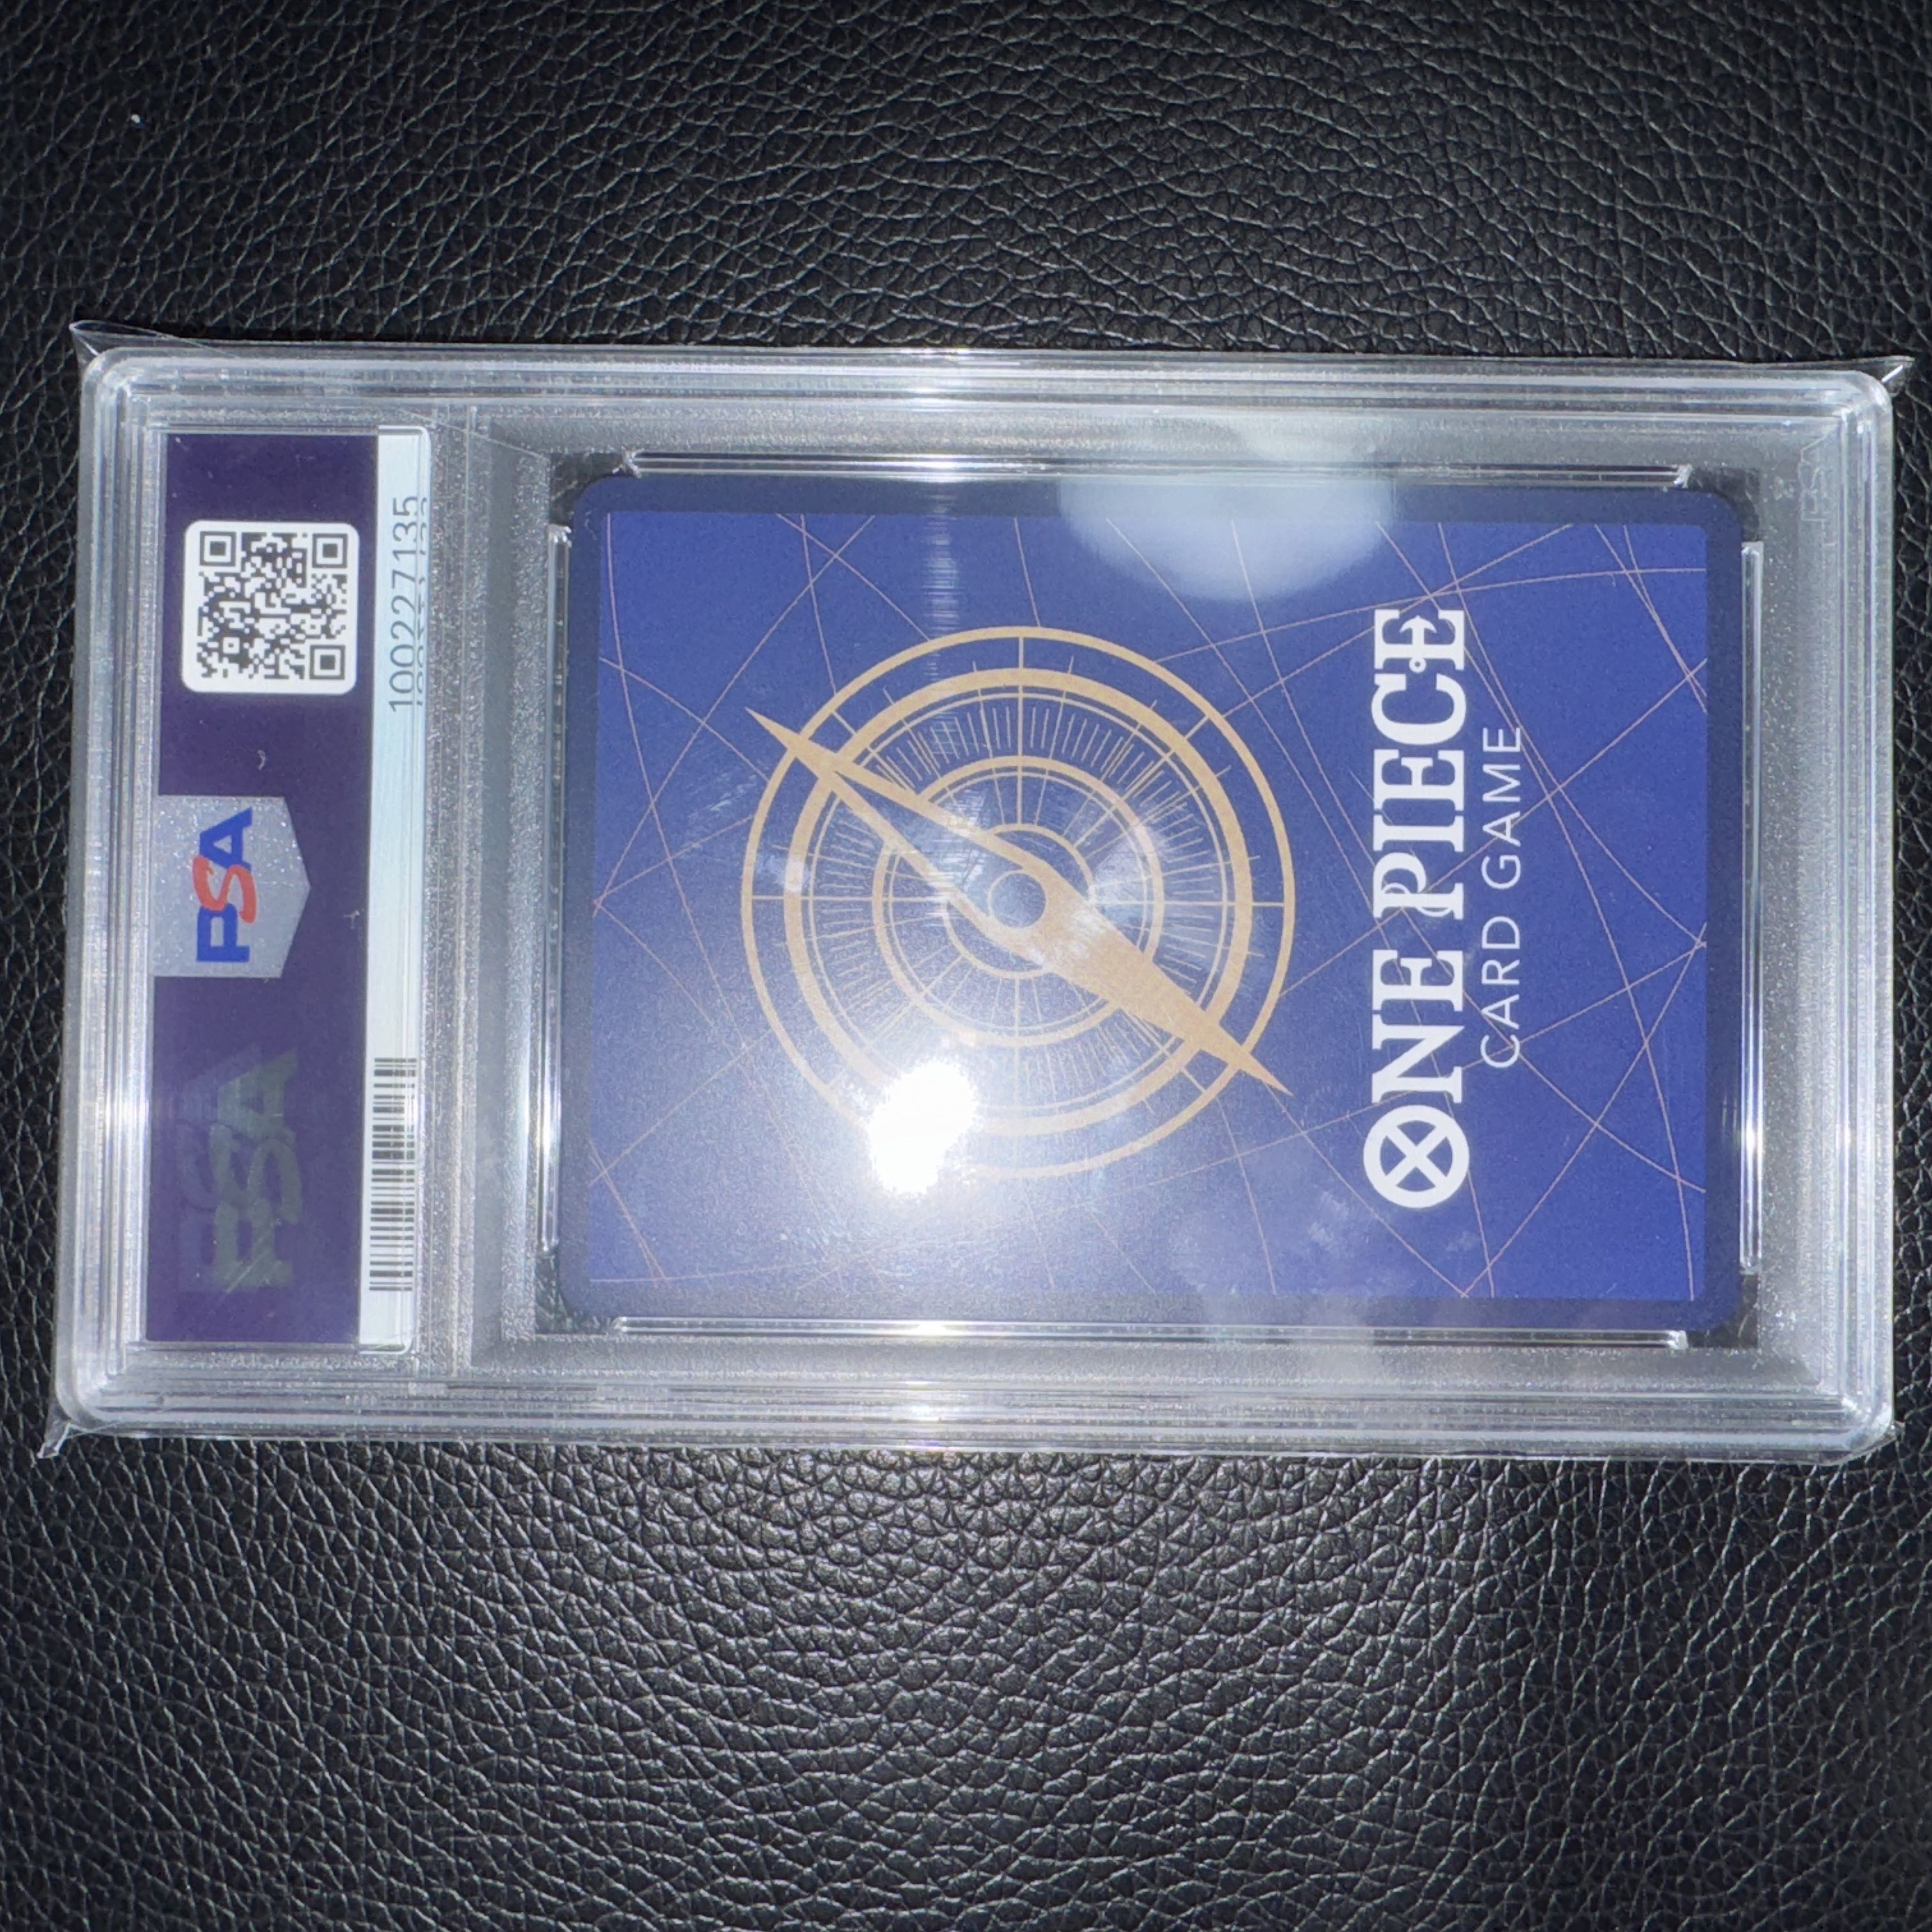 100227135
PSA
PSA
ONE PIECE
CARD GAME